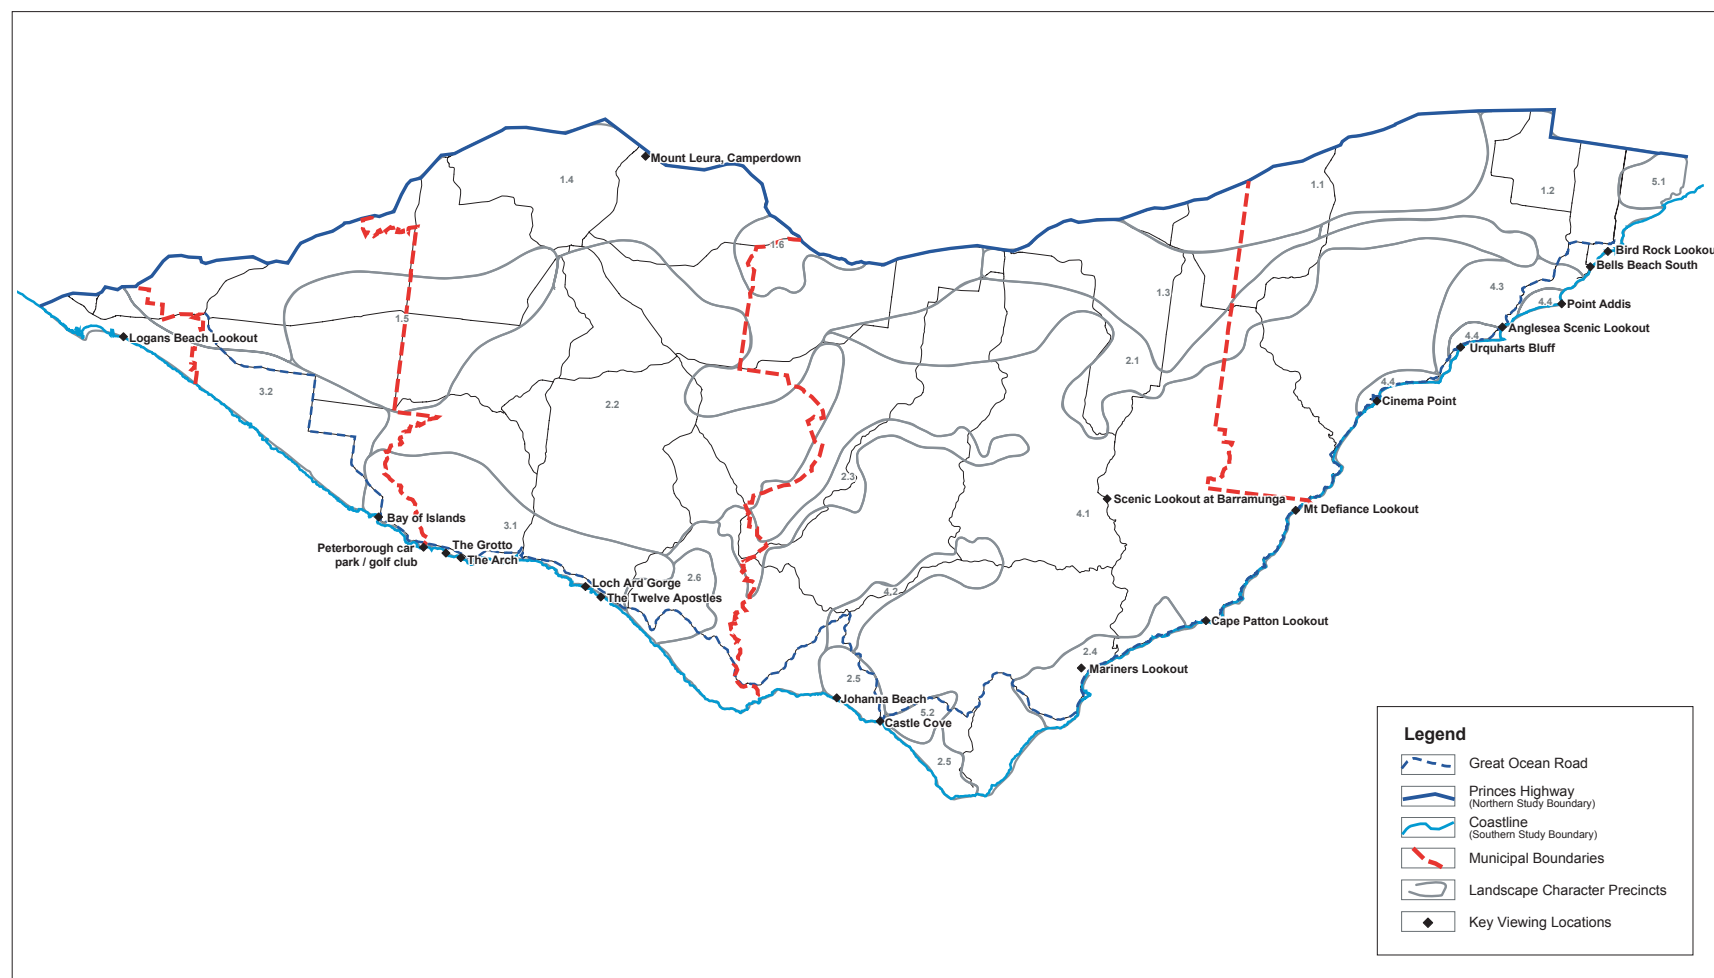 1.4
Mount Leura, Camperdown
1.1
1.2
5.1
1.6
Bird Rock Lookou
Bells Beach South
4.3
1.3
4.4
Point Addis
1.5
Anglesea Scenic Lookout
Logans Beach Lookout
4.4
Urquharts Bluff
2.1
4.4
3.2
Cinema Point
2.2
2.3
Scenic Lookout at Barramunga
Mt Defiance Lookout
4.1
Bay of Islands
3.1
Peterborough car
park / golf club
The Grotto
The Arch
2.6
Loch Ard Gorge
The Twelve Apostles
4.2
Cape Patton Lookout
2.4
Mariners Lookout
2.5
Johanna Beach
5.2
Castle Cove
2.5
Legend
Great Ocean Road
Princes Highway
(Northern Study Boundary)
Coastline
(Southern Study Boundary)
Municipal Boundaries
Landscape Character Precincts
Key Viewing Locations